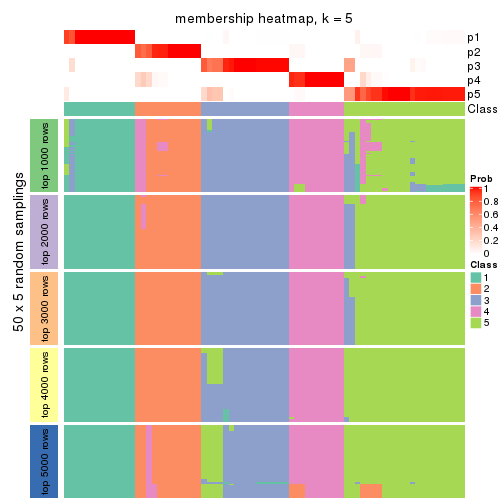 membership heatmap, k = 5
p1
p2
p3
p4
p5
Class
50 x 5 random samplings
top 1000 rows
top 2000 rows
top 3000 rows
top 4000 rows
top 5000 rows
Prob
1
0.8
0.6
0.4
0.2
0
Class
1
2
3
4
5